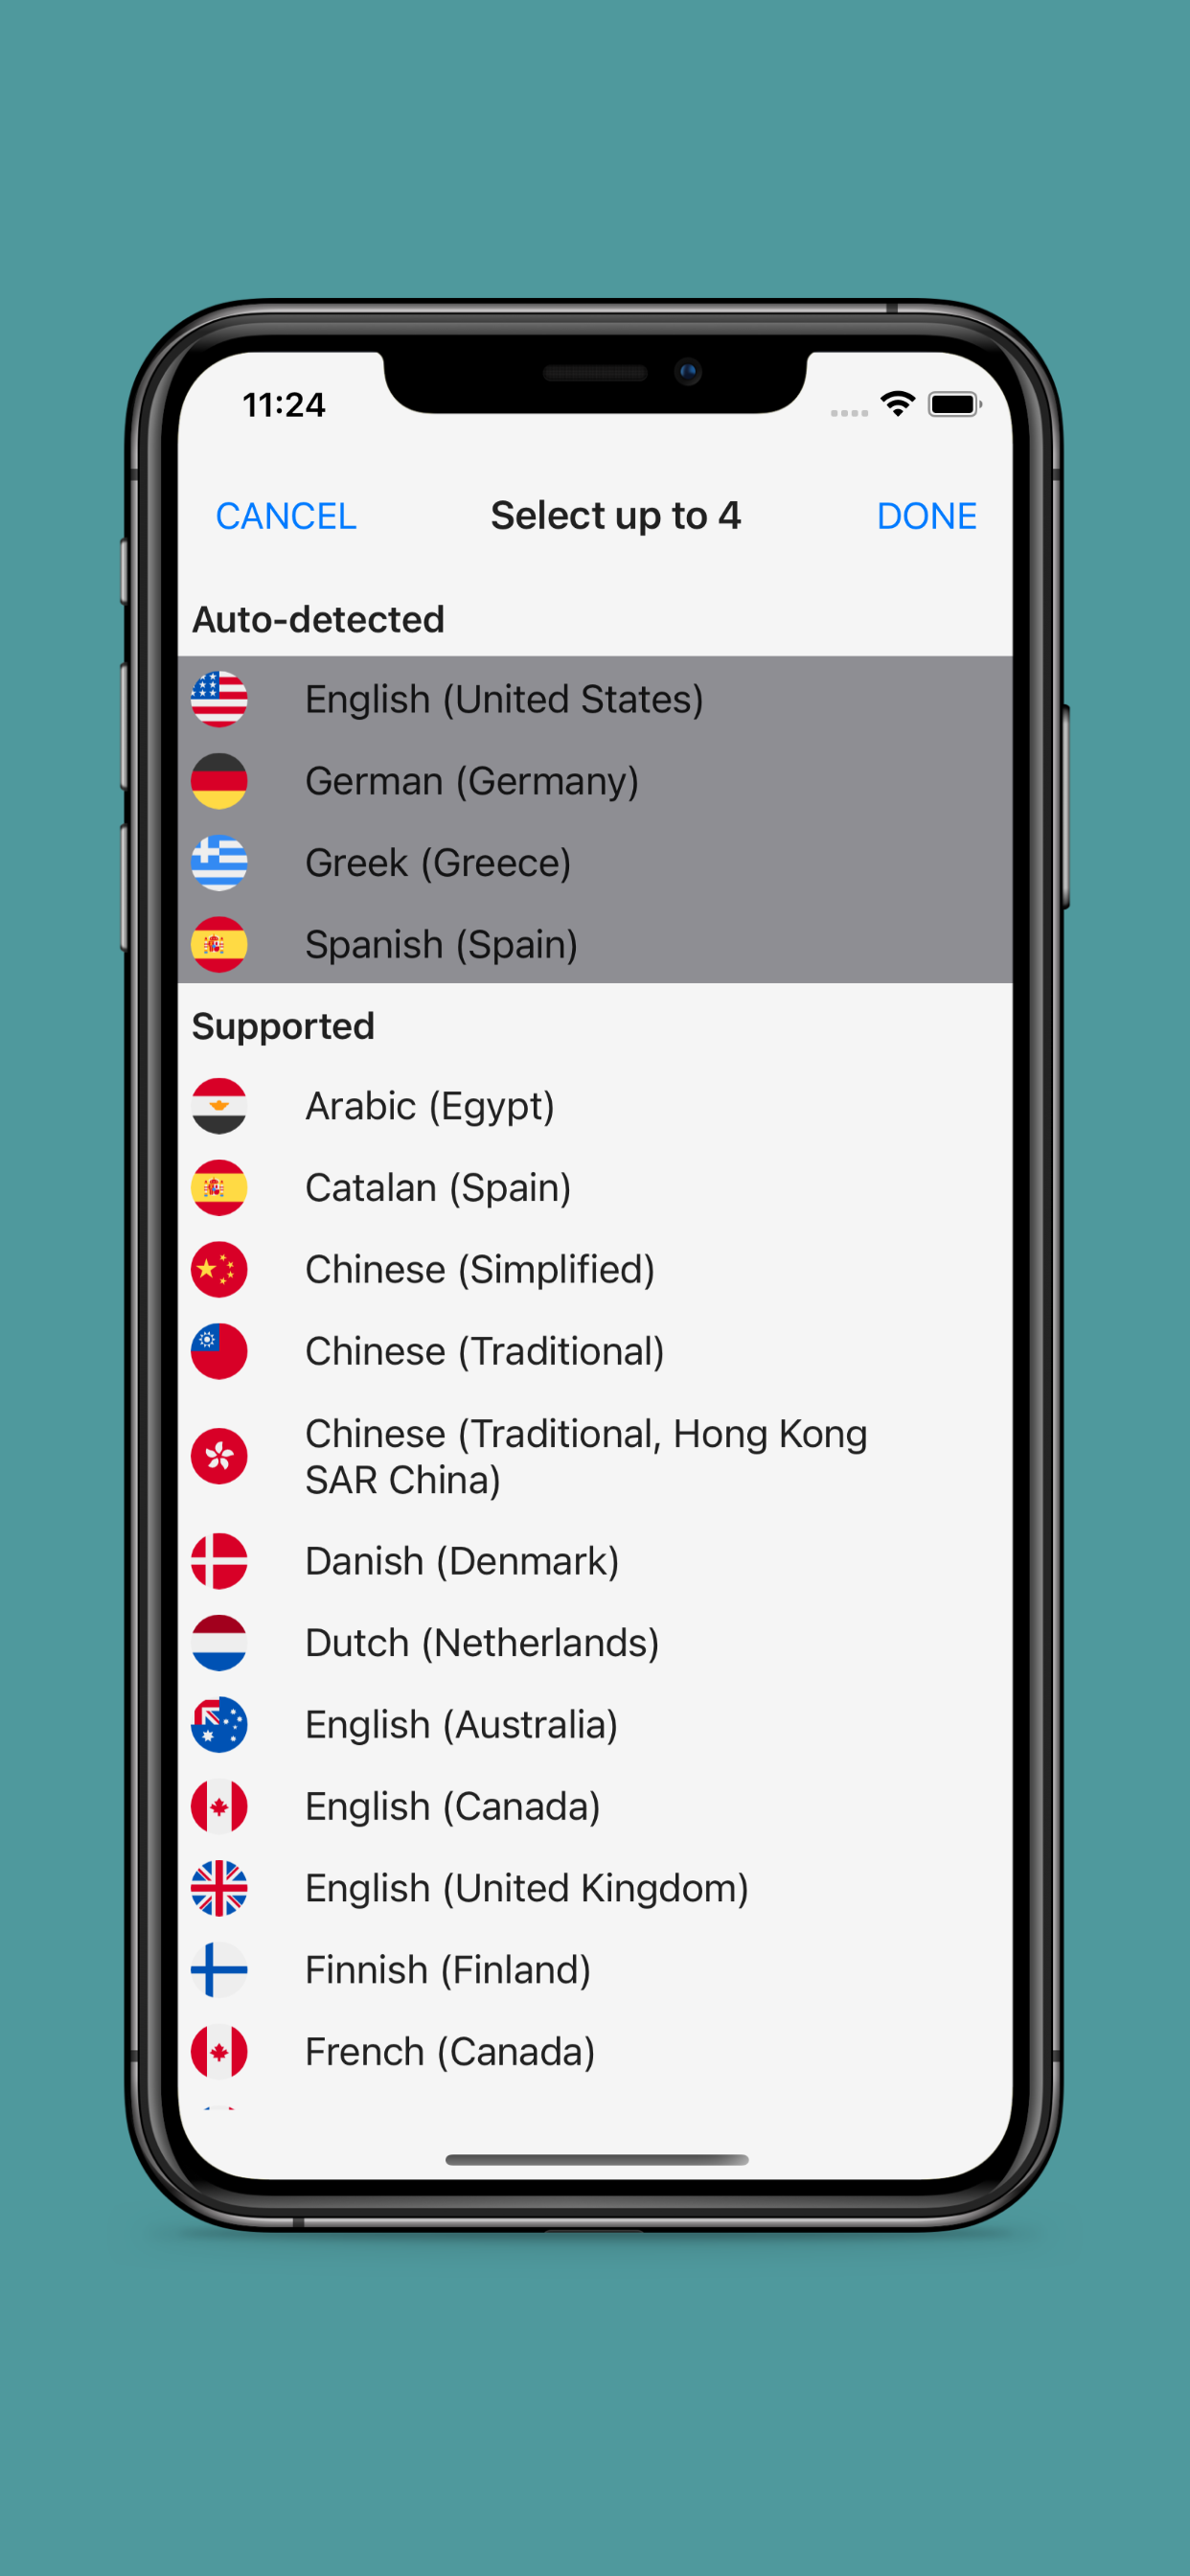 11:24
CANCEL Select up to 4 DONE
Auto-detected
English (United States)
German (Germany)
Greek (Greece)
Spanish (Spain)
Supported
Arabic (Egypt)
Catalan (Spain)
Chinese (Simplified)
Chinese (Traditional)
Chinese (Traditional, Hong Kong
SAR China)
Danish (Denmark)
Dutch (Netherlands)
English (Australia)
English (Canada)
English (United Kingdom)
Finnish (Finland)
French (Canada)